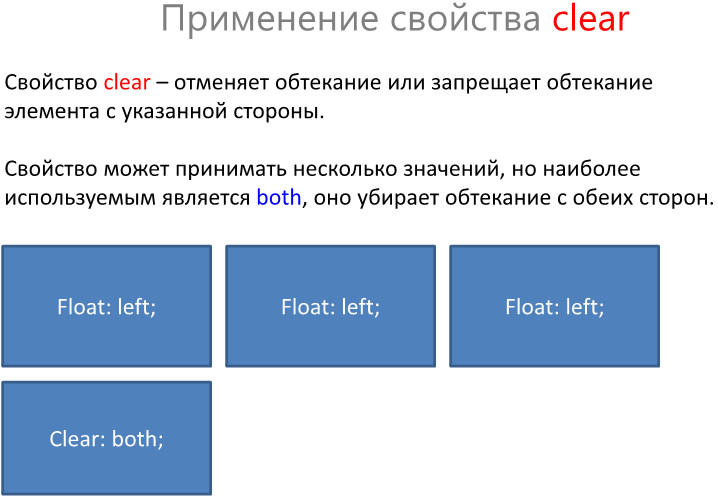 Применение свойства clear
Свойство clear – отменяет обтекание или запрещает обтекание
элемента с указанной стороны.
Свойство может принимать несколько значений, но наиболее
используемым является both, оно убирает обтекание с обеих сторон.
Float: left;
Float: left;
Float: left;
Clear: both;